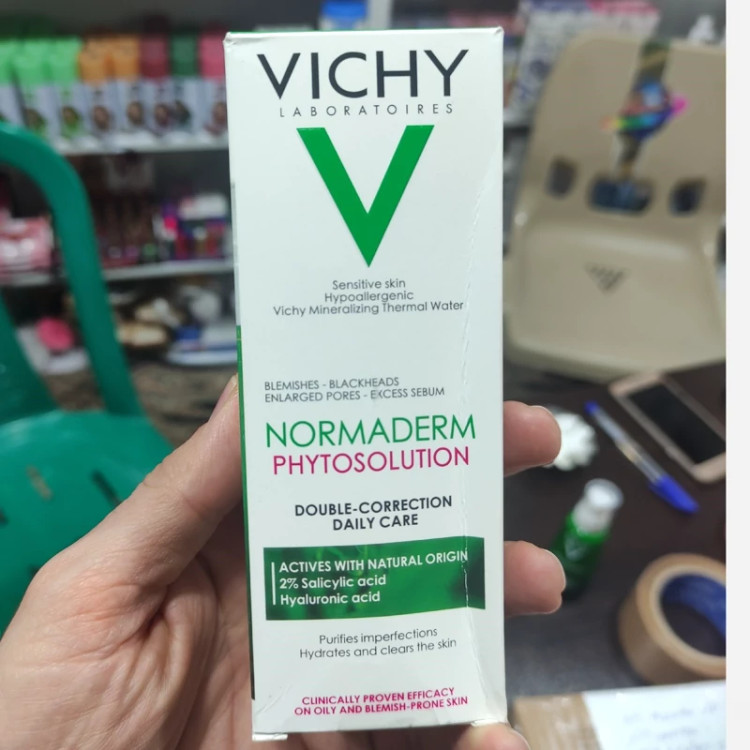 VICHY
LABORATOIRES
Sensitive skin
Hypoallergenic
Vichy Mineralizing Thermal Water
BLEMISHES - BLACKHEADS
ENLARGED PORES - EXCESS SEBUM
NORMADERM
PHYTOSOLUTION
DOUBLE-CORRECTION
DAILY CARE
ACTIVES WITH NATURAL ORIGIN
2% Salicylic acid
Hyaluronic acid
Purifies imperfections
Hydrates and clears the skin
CLINICALLY PROVEN EFFICACY
ON OILY AND BLEMISH-PRONE SKIN